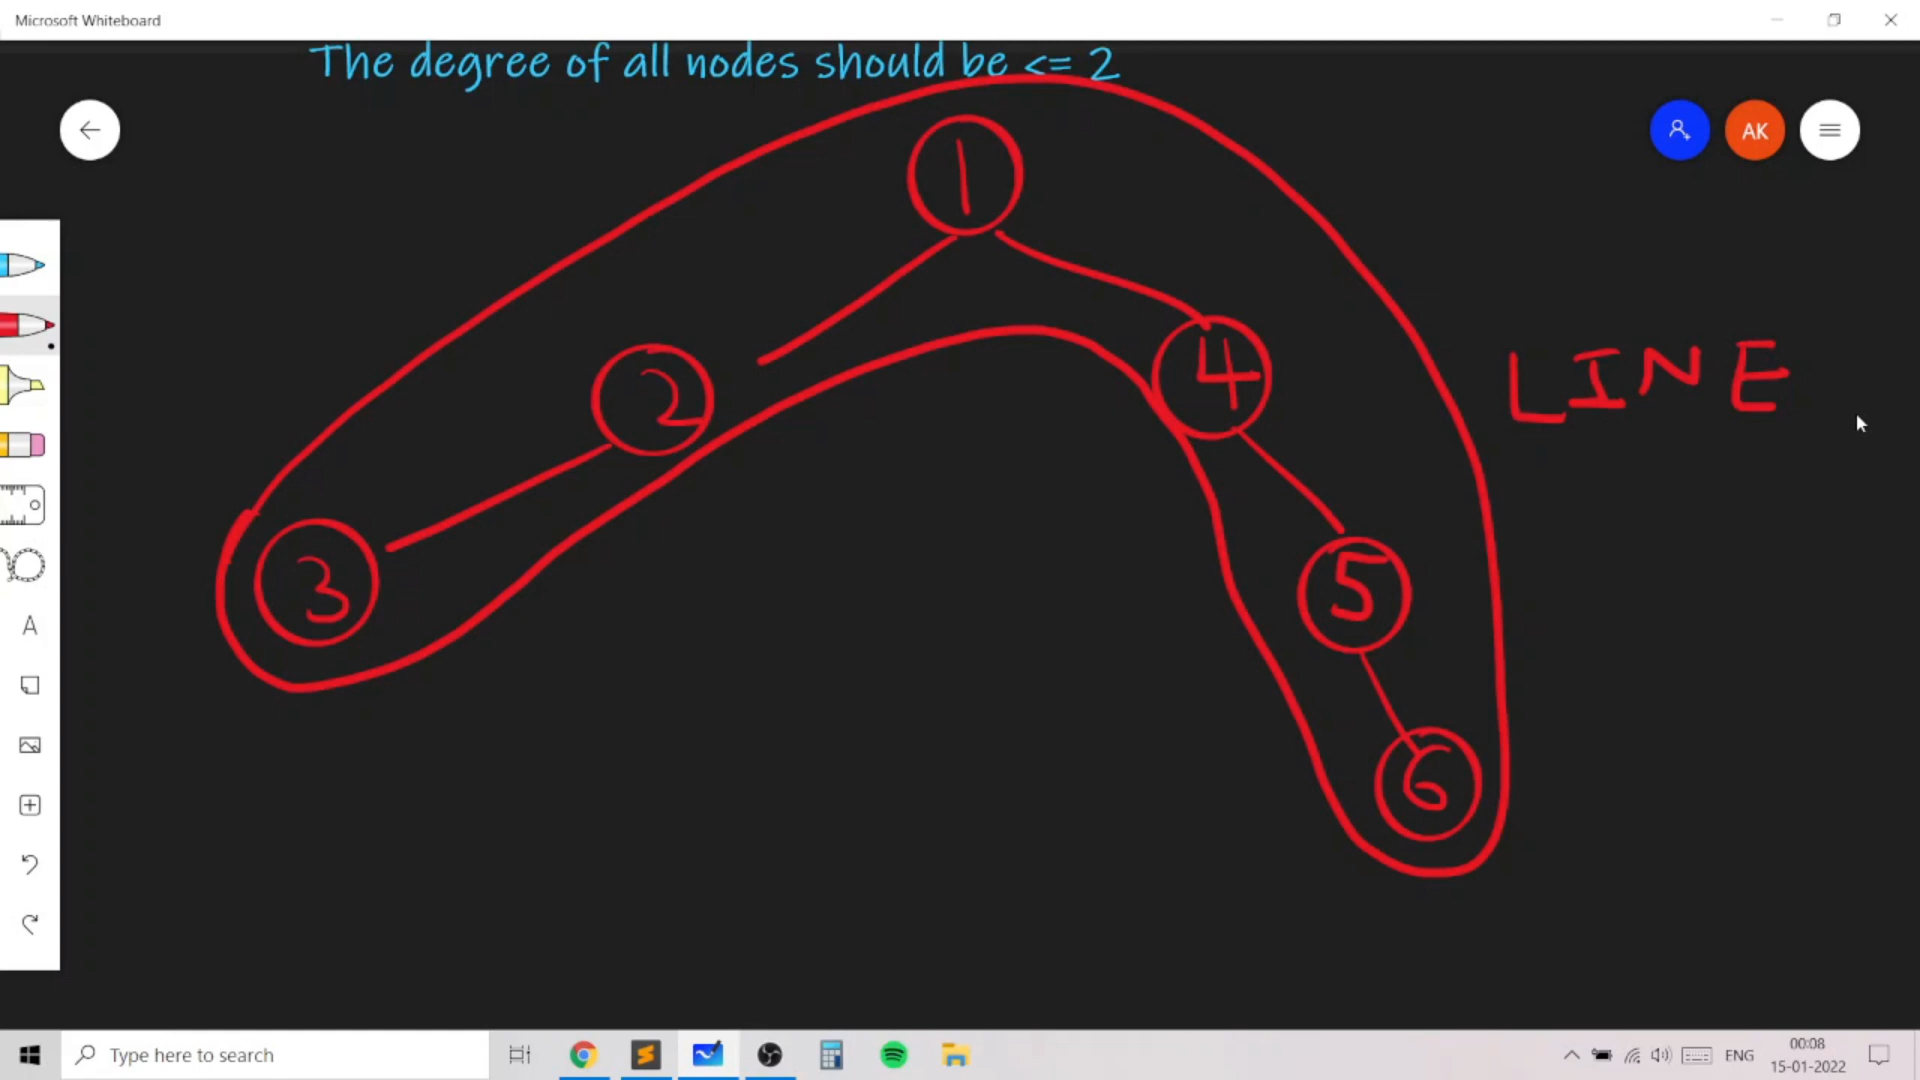 Microsoft Whiteboard
The degree of all nodes should be <= 2
AK
1
2
4
LINE
3
5
6
A
Type here to search
ENG
00:08
15-01-2022